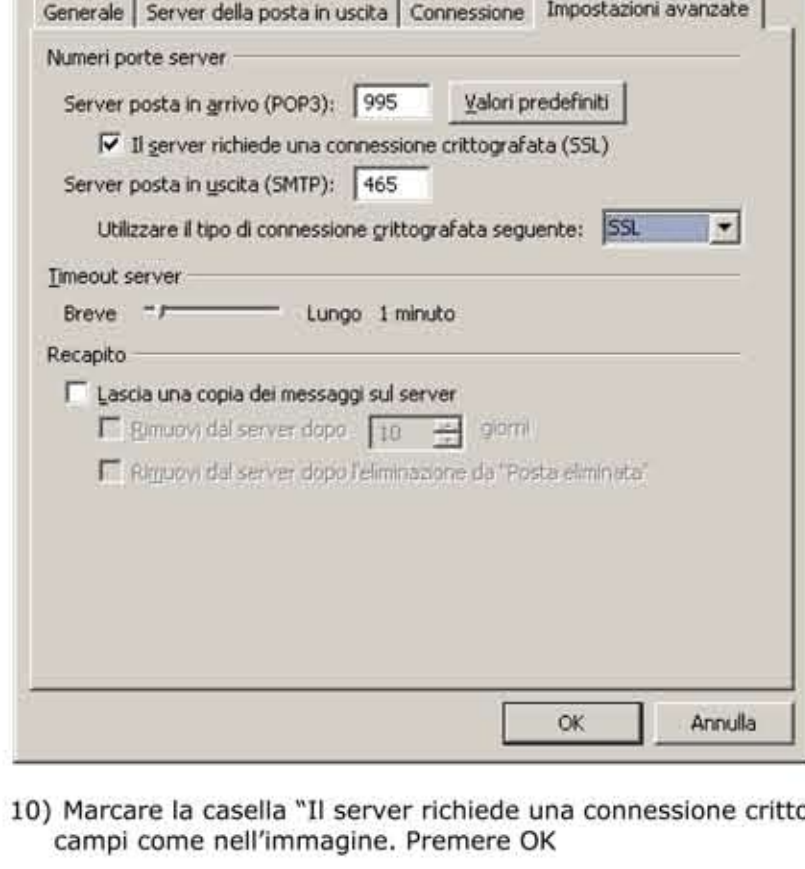 Generale Server della posta in uscita Connessione Impostazioni avanzate
Numeri porte server
Server posta in arrivo (POP3): 995 Valori predefiniti
Il server richiede una connessione crittografata (SSL)
Server posta in uscita (SMTP): 465
Utilizzare il tipo di connessione crittografata seguente: SSL
Timeout server
Breve Lungo 1 minuto
Recapito
Lascia una copia dei messaggi sul server
Rimuovi dal server dopo 10 giorni
Rimuovi dal server dopo l'eliminazione da "Posta eliminata"
OK Annulla
10) Marcare la casella “Il server richiede una connessione critto
campi come nell’immagine. Premere OK